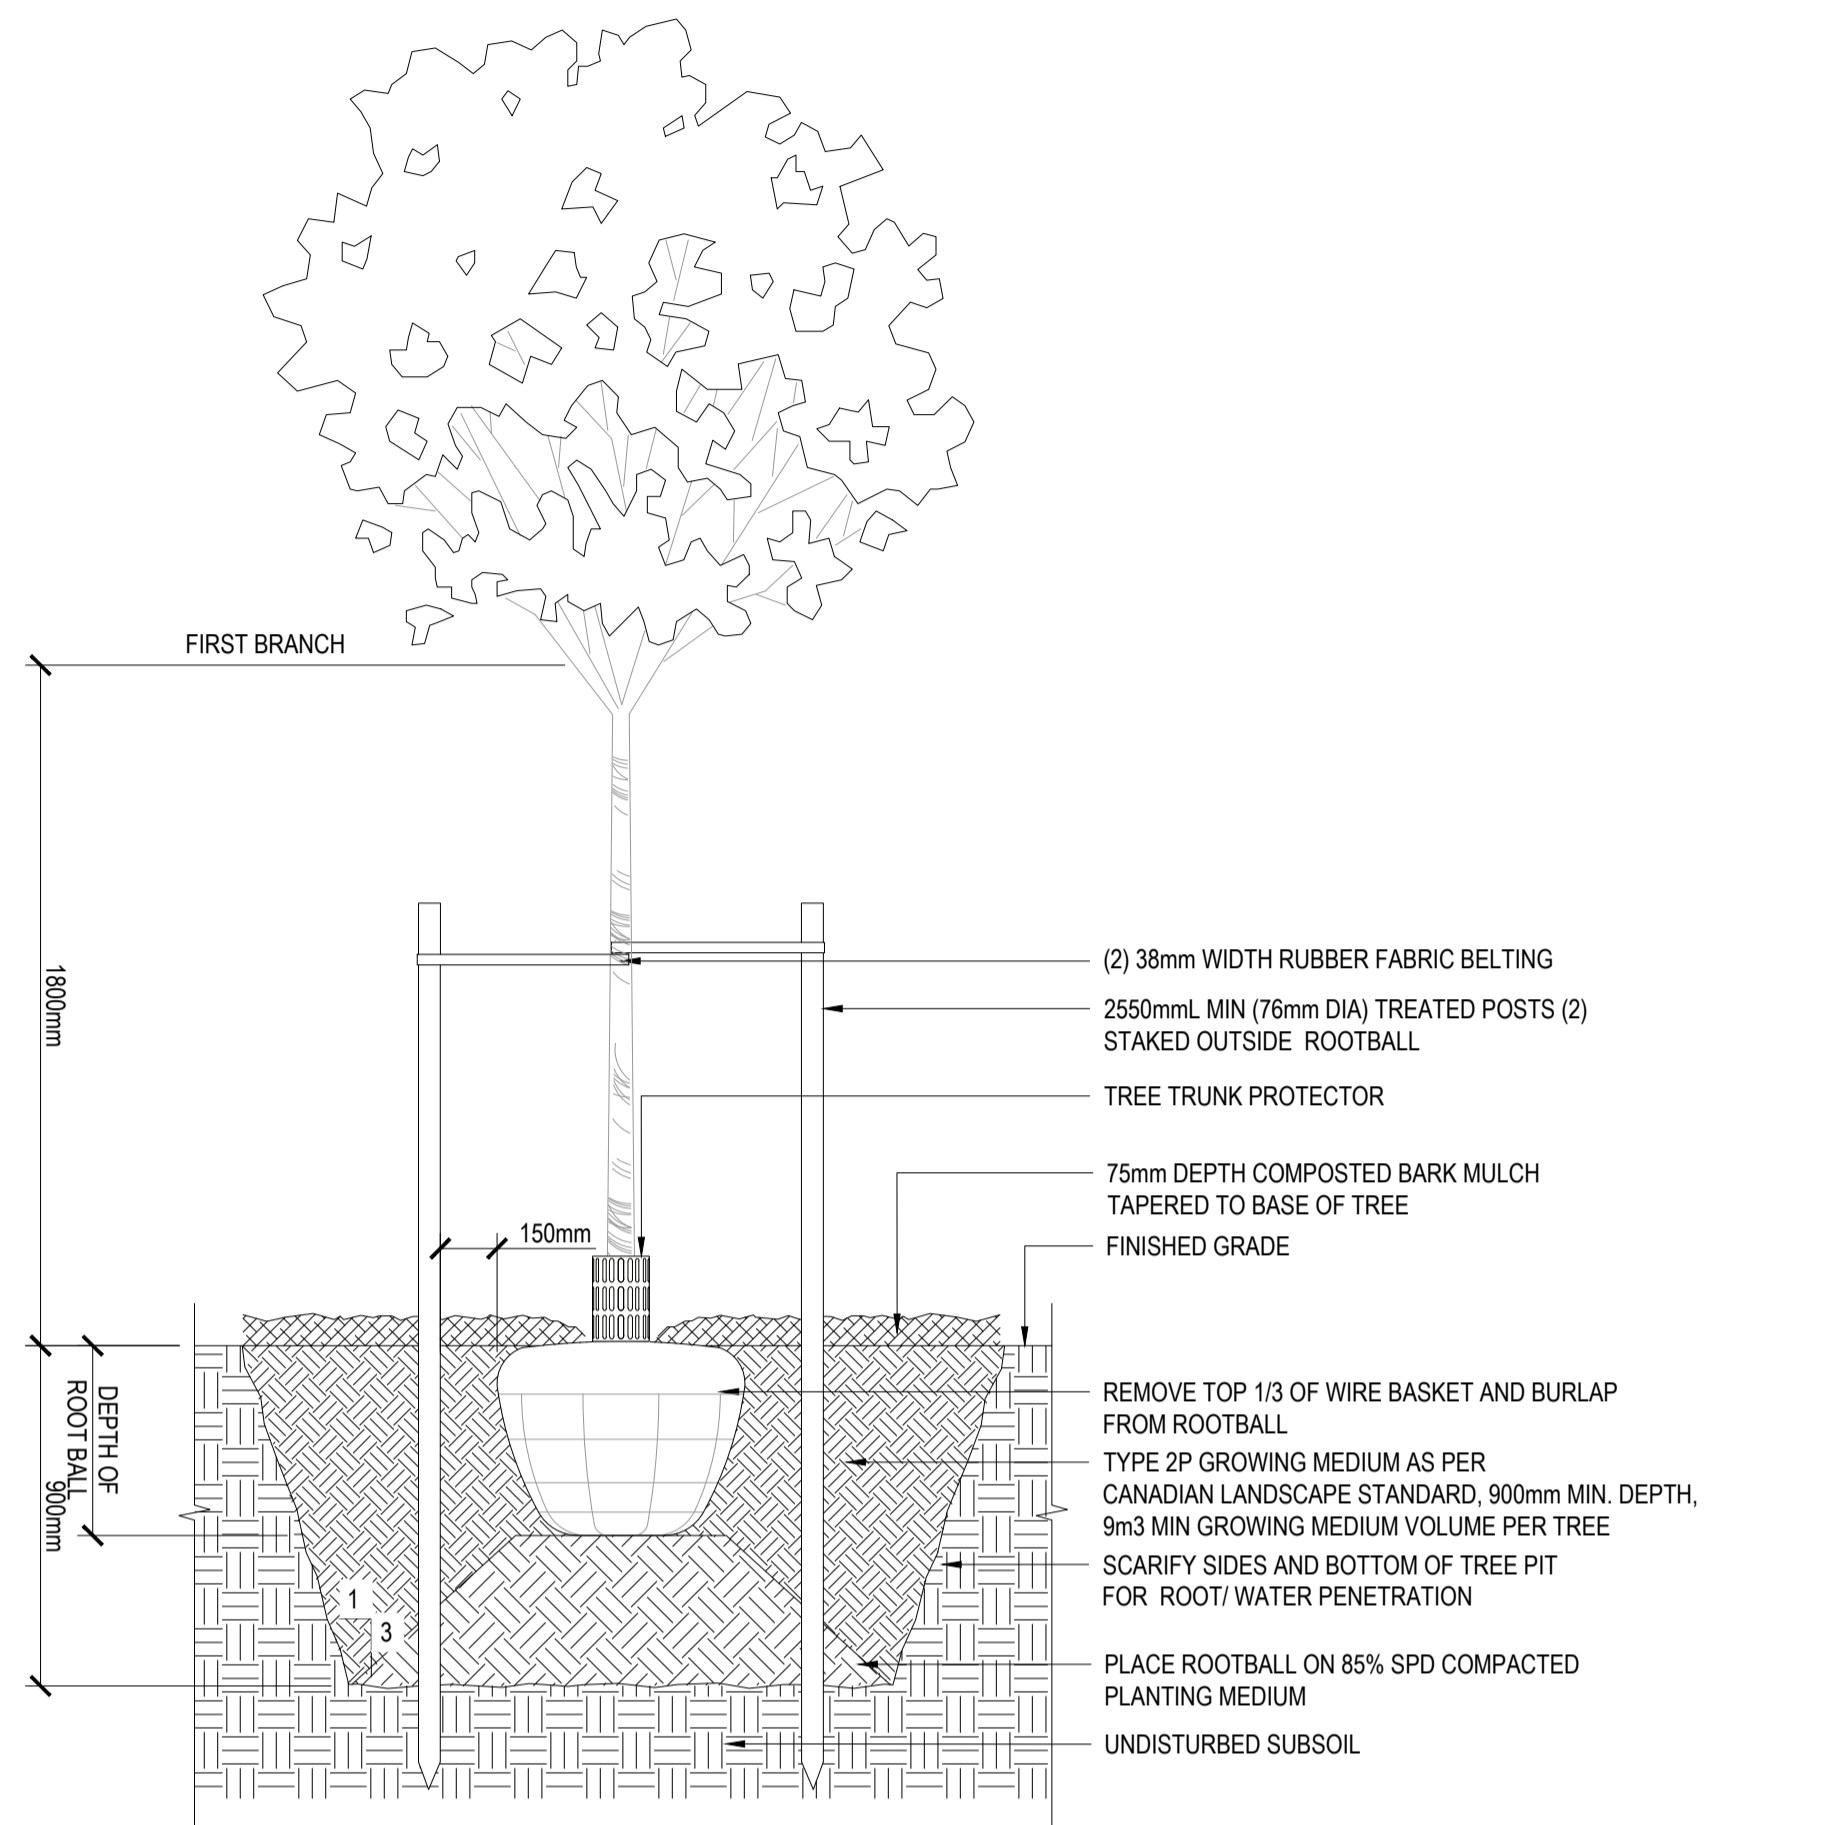 FIRST BRANCH
1800mm
(2) 38mm WIDTH RUBBER FABRIC BELTING
2550mmL MIN (76mm DIA) TREATED POSTS (2)
STAKED OUTSIDE ROOTBALL
TREE TRUNK PROTECTOR
75mm DEPTH COMPOSTED BARK MULCH
TAPERED TO BASE OF TREE
150mm
FINISHED GRADE
DEPTH OF
ROOT BALL
900mm
REMOVE TOP 1/3 OF WIRE BASKET AND BURLAP
FROM ROOTBALL
TYPE 2P GROWING MEDIUM AS PER
CANADIAN LANDSCAPE STANDARD, 900mm MIN. DEPTH,
9m3 MIN GROWING MEDIUM VOLUME PER TREE
SCARIFY SIDES AND BOTTOM OF TREE PIT
FOR ROOT/ WATER PENETRATION
1
3
PLACE ROOTBALL ON 85% SPD COMPACTED
PLANTING MEDIUM
UNDISTURBED SUBSOIL